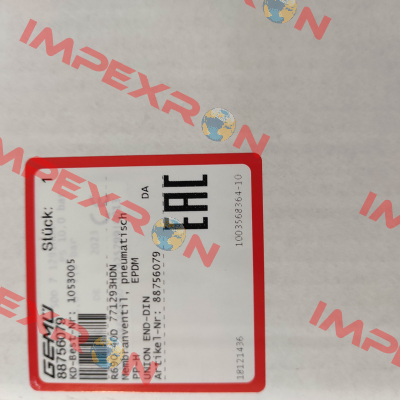 GEMÜ
Stück: 1
88756079
KD-Best-Nr: 1053005
R690 40D 771293HDN
Membranventil, pneumatisch
PP-H EPDM
UNION END-DIN DA
Artikel-Nr: 88756079
EAC
18121436
1003568364-10
IMPEXRON
IMPEXRON
IMPEXRON
IMPEXRON
IMPEXRON